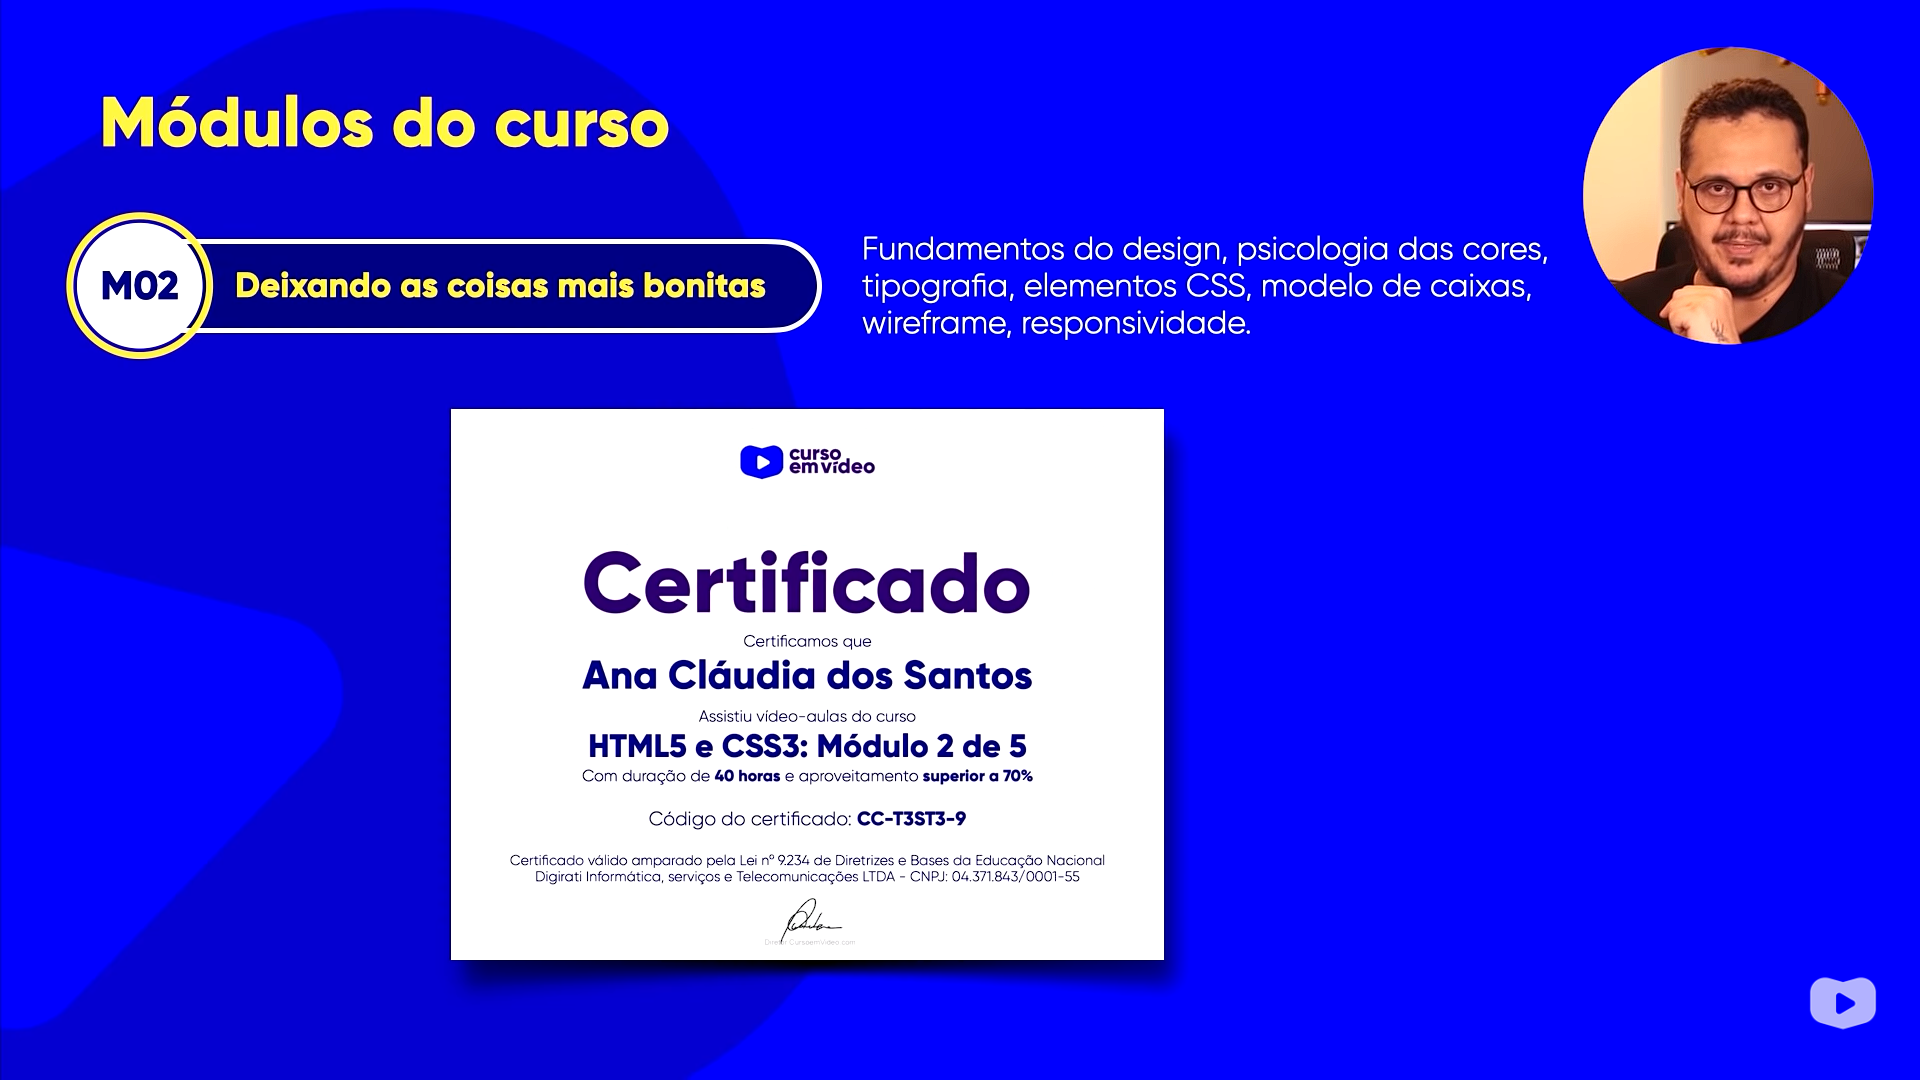 Módulos do curso
M02
Deixando as coisas mais bonitas
Fundamentos do design, psicologia das cores,
tipografia, elementos CSS, modelo de caixas,
wireframe, responsividade.
curso
em vídeo
Certificado
Certificamos que
Ana Cláudia dos Santos
Assistiu vídeo-aulas do curso
HTML5 e CSS3: Módulo 2 de 5
Com duração de 40 horas e aproveitamento superior a 70%
Código do certificado: CC-T3ST3-9
Certificado válido amparado pela Lei nº 9.234 de Diretrizes e Bases da Educação Nacional
Digirati Informática, serviços e Telecomunicações LTDA - CNPJ: 04.371.843/0001-55
Diretor CursoemVideo.com